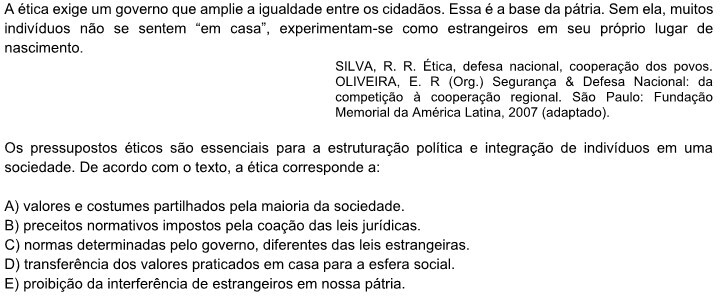 A ética exige um governo que amplie a igualdade entre os cidadãos. Essa é a base da pátria. Sem ela, muitos
indivíduos não se sentem “em casa”, experimentam-se como estrangeiros em seu próprio lugar de
nascimento.
SILVA, R. R. Ética, defesa nacional, cooperação dos povos.
OLIVEIRA, E. R (Org.) Segurança & Defesa Nacional: da
competição à cooperação regional. São Paulo: Fundação
Memorial da América Latina, 2007 (adaptado).
Os pressupostos éticos são essenciais para a estruturação política e integração de indivíduos em uma
sociedade. De acordo com o texto, a ética corresponde a:
A) valores e costumes partilhados pela maioria da sociedade.
B) preceitos normativos impostos pela coação das leis jurídicas.
C) normas determinadas pelo governo, diferentes das leis estrangeiras.
D) transferência dos valores praticados em casa para a esfera social.
E) proibição da interferência de estrangeiros em nossa pátria.